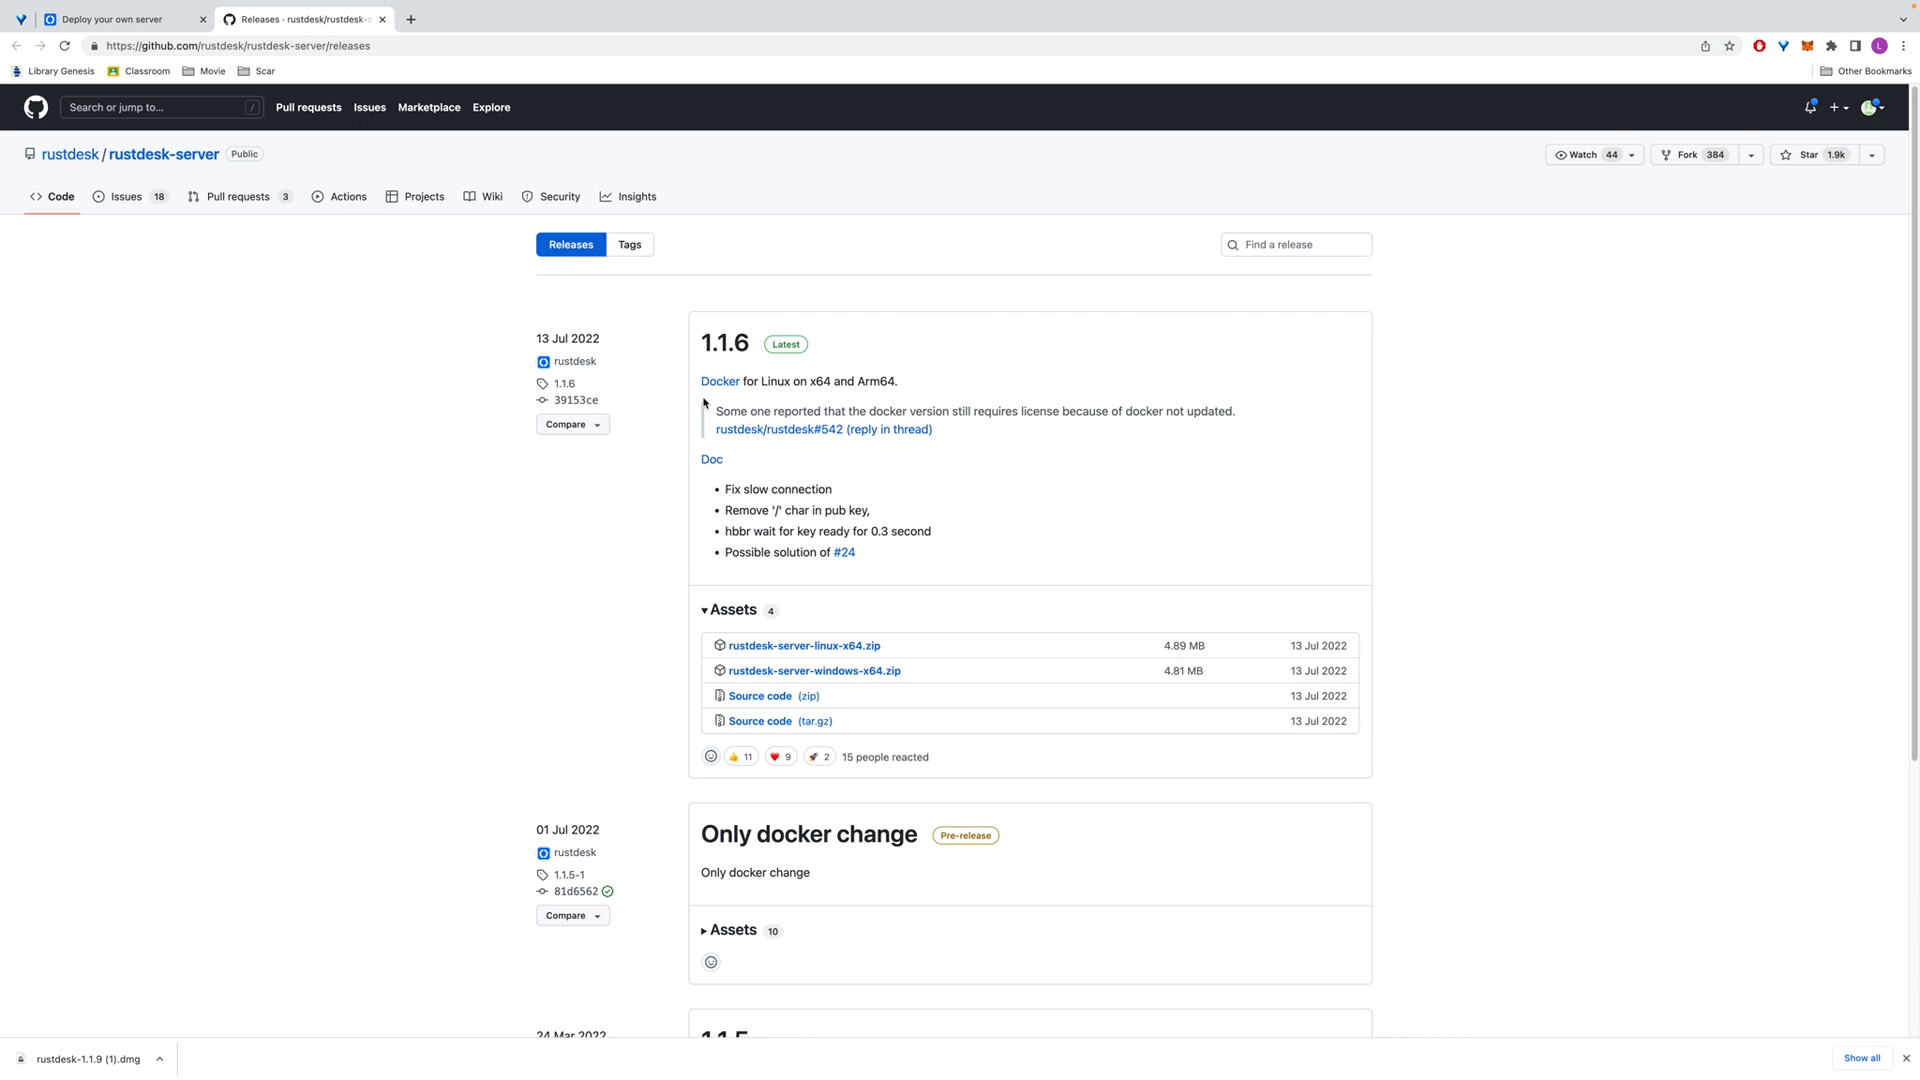 Deploy your own server
Releases · rustdesk/rustdesk-s
https://github.com/rustdesk/rustdesk-server/releases
L
Library Genesis
Classroom
Movie
Scar
Other Bookmarks
Search or jump to...
/
Pull requests
Issues
Marketplace
Explore
rustdesk / rustdesk-server
Public
Watch 44
Fork 384
Star 1.9k
Code
Issues 18
Pull requests 3
Actions
Projects
Wiki
Security
Insights
Releases
Tags
Find a release
13 Jul 2022
rustdesk
1.1.6
39153ce
Compare
1.1.6 Latest
Docker for Linux on x64 and Arm64.
Some one reported that the docker version still requires license because of docker not updated.
rustdesk/rustdesk#542 (reply in thread)
Doc
• Fix slow connection
• Remove '/' char in pub key,
• hbbr wait for key ready for 0.3 second
• Possible solution of #24
Assets 4
rustdesk-server-linux-x64.zip 4.89 MB 13 Jul 2022
rustdesk-server-windows-x64.zip 4.81 MB 13 Jul 2022
Source code (zip) 13 Jul 2022
Source code (tar.gz) 13 Jul 2022
11
9
2
15 people reacted
01 Jul 2022
rustdesk
1.1.5-1
81d6562
Compare
Only docker change Pre-release
Only docker change
Assets 10
24 Mar 2022
1.1.5
rustdesk-1.1.9 (1).dmg
Show all